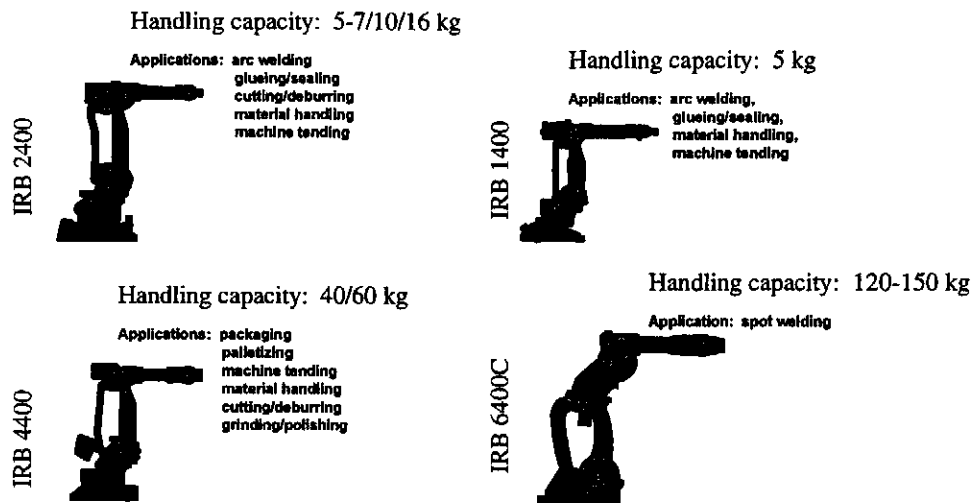 Handling capacity: 5-7/10/16 kg
Applications: arc welding
glueing/sealing
cutting/deburring
material handling
machine tending
IRB 2400
Handling capacity: 5 kg
Applications: arc welding,
glueing/sealing,
material handling,
machine tending
IRB 1400
Handling capacity: 40/60 kg
Applications: packaging
palletizing
machine tending
material handling
cutting/deburring
grinding/polishing
IRB 4400
Handling capacity: 120-150 kg
Application: spot welding
IRB 6400C